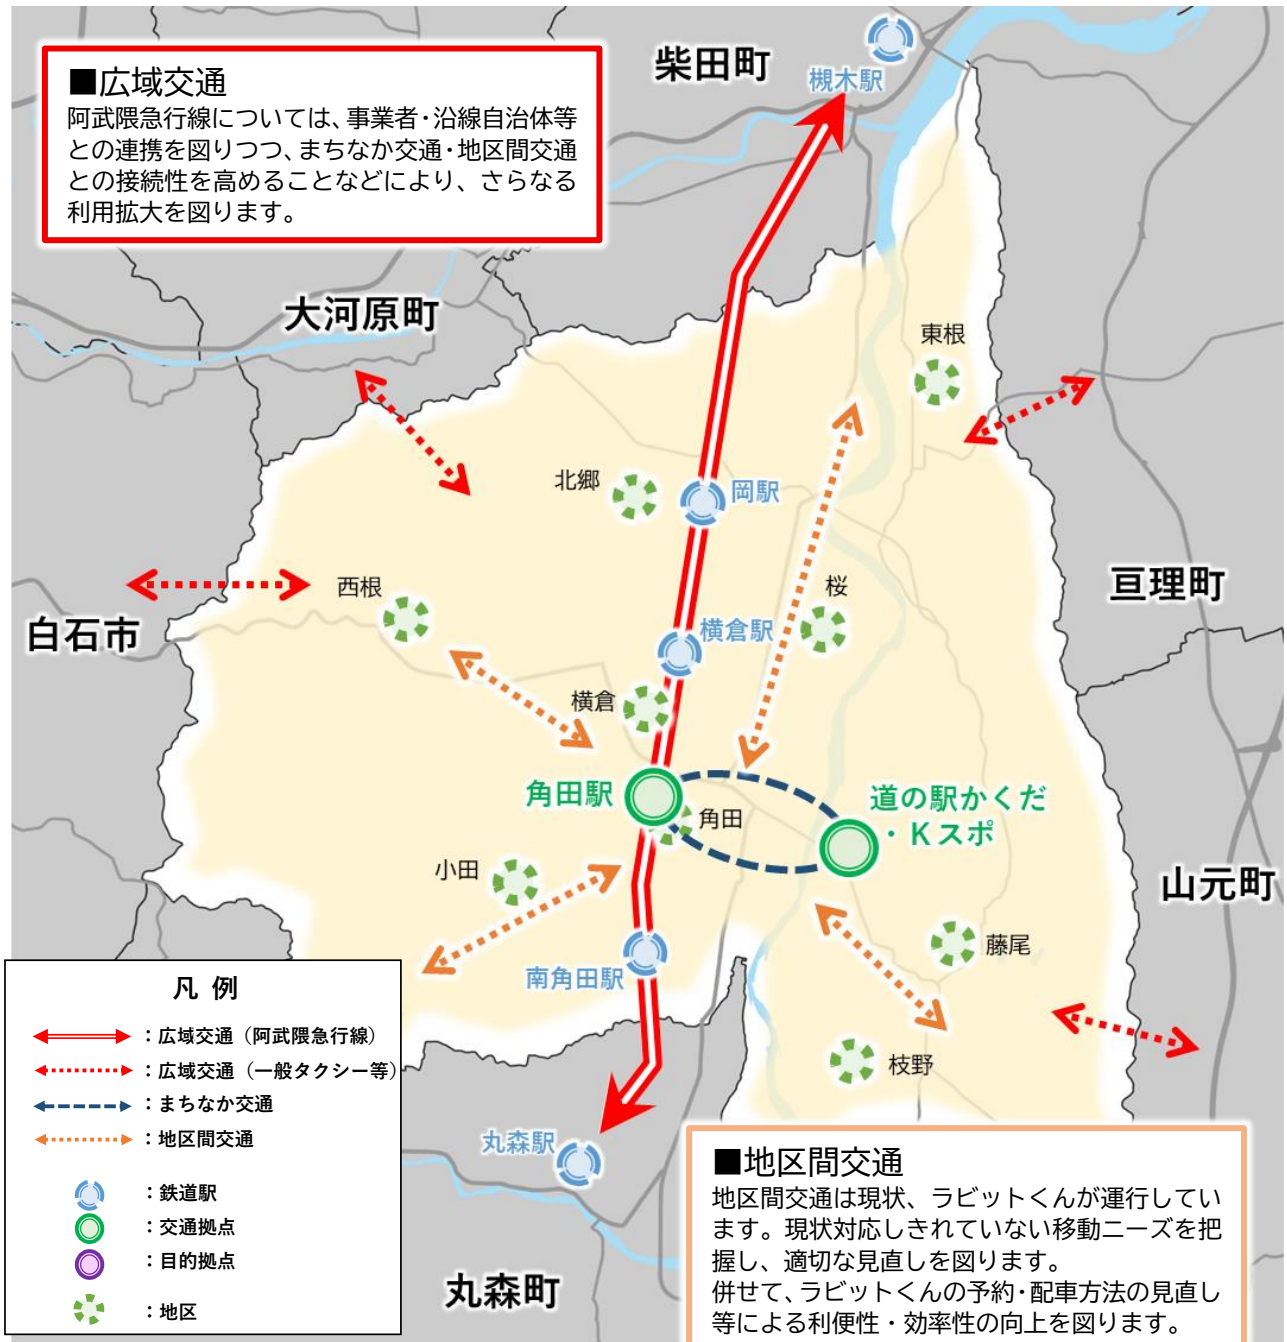 ■広域交通
阿武隈急行線については、事業者・沿線自治体等
との連携を図りつつ、まちなか交通・地区間交通
との接続性を高めることなどにより、さらなる
利用拡大を図ります。
柴田町
槻木駅
大河原町
東根
北郷
岡駅
西根
桜
亘理町
白石市
横倉駅
横倉
角田駅
道の駅かくだ
・Kスポ
角田
小田
山元町
藤尾
南角田駅
枝野
丸森駅
丸森町
凡 例
：広域交通（阿武隈急行線）
：広域交通（一般タクシー等）
：まちなか交通
：地区間交通
：鉄道駅
：交通拠点
：目的拠点
：地区
■地区間交通
地区間交通は現状、ラビットくんが運行してい
ます。現状対応しきれていない移動ニーズを把
握し、適切な見直しを図ります。
併せて、ラビットくんの予約・配車方法の見直し
等による利便性・効率性の向上を図ります。